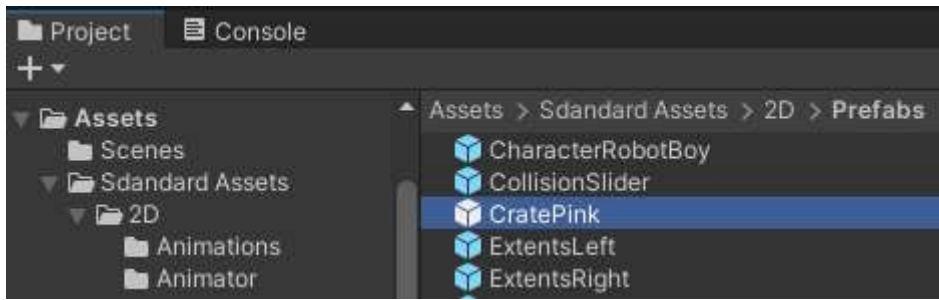 Project Console
Assets
Scenes
Sdandard Assets
2D
Animations
Animator
Assets > Sdandard Assets > 2D > Prefabs
CharacterRobotBoy
CollisionSlider
CratePink
ExtentsLeft
ExtentsRight